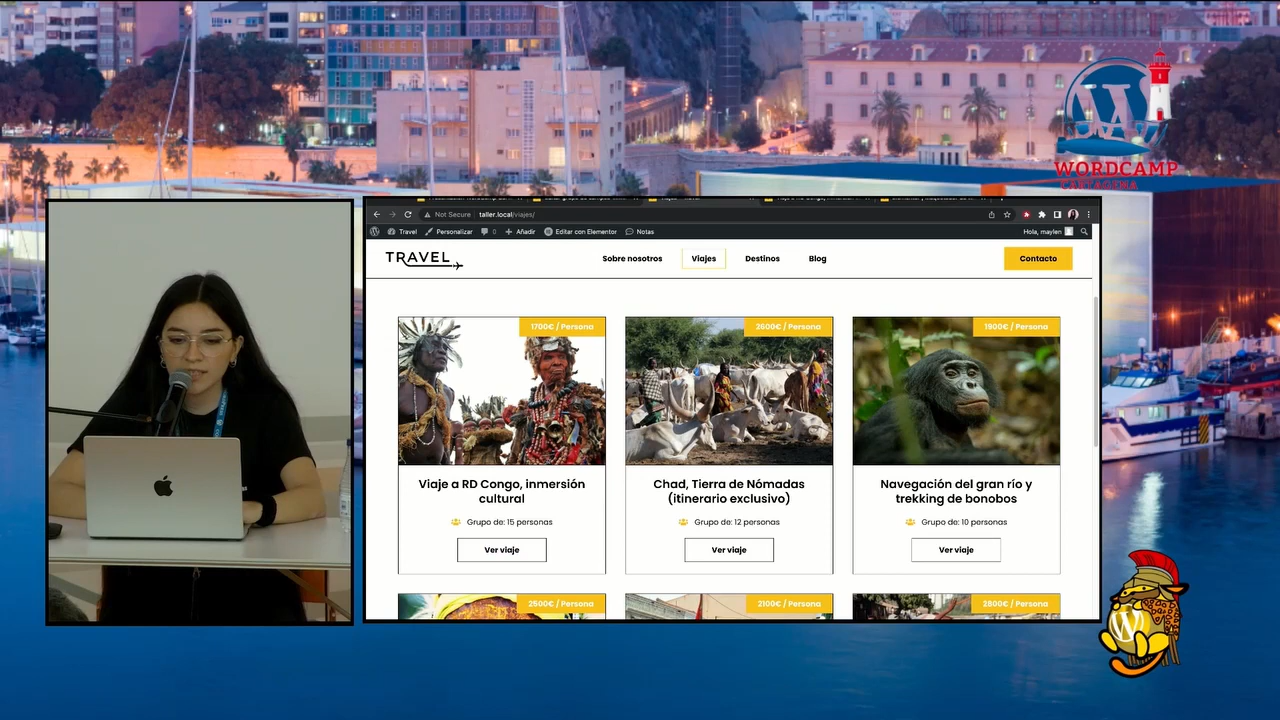 WORDCAMP
CARTAGENA
Not Secure
taller.local/viajes/
Travel
Personalizar
0
Añadir
Editar con Elementor
Notas
Hola, maylen
TRAVEL
Sobre nosotros
Viajes
Destinos
Blog
Contacto
1700€ / Persona
2600€ / Persona
1900€ / Persona
Viaje a RD Congo, inmersión
cultural
Chad, Tierra de Nómadas
(itinerario exclusivo)
Navegación del gran río y
trekking de bonobos
Grupo de: 15 personas
Grupo de: 12 personas
Grupo de: 10 personas
Ver viaje
Ver viaje
Ver viaje
2500€ / Persona
2100€ / Persona
2800€ / Persona